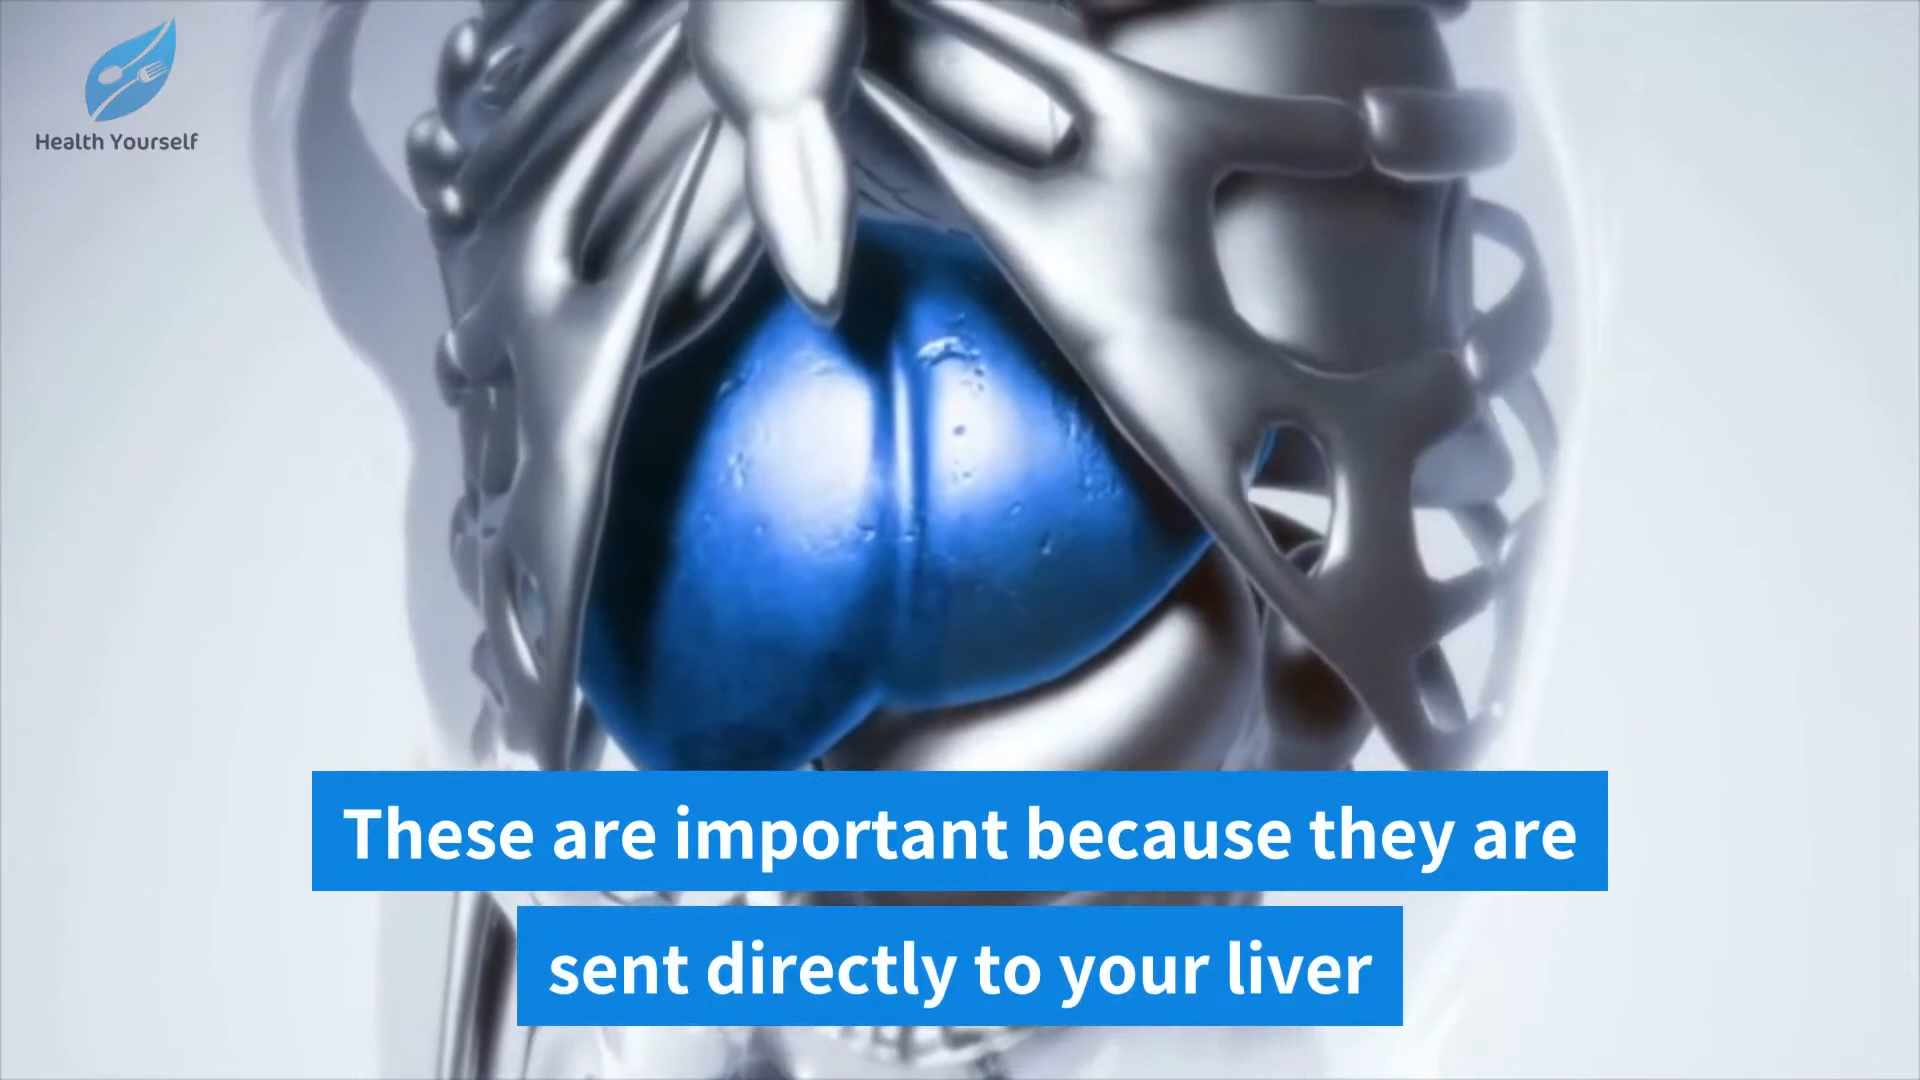 Health Yourself
These are important because they are
sent directly to your liver